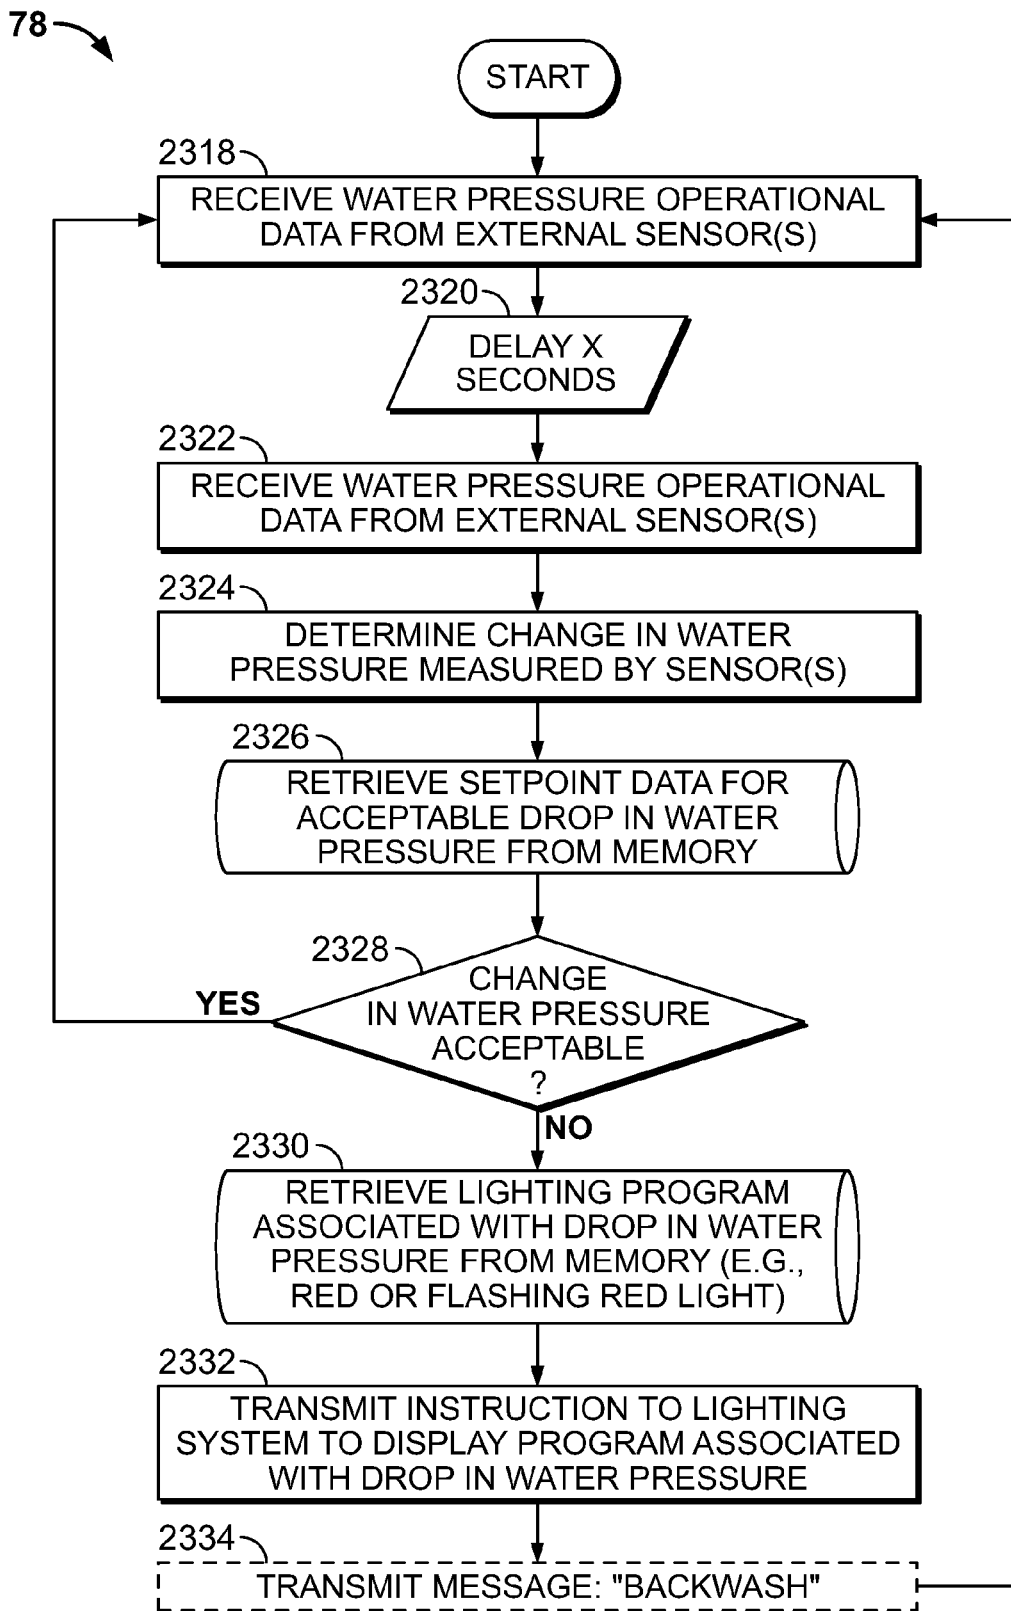 78
START
2318
RECEIVE WATER PRESSURE OPERATIONAL
DATA FROM EXTERNAL SENSOR(S)
2320
DELAY X
SECONDS
2322
RECEIVE WATER PRESSURE OPERATIONAL
DATA FROM EXTERNAL SENSOR(S)
2324
DETERMINE CHANGE IN WATER
PRESSURE MEASURED BY SENSOR(S)
2326
RETRIEVE SETPOINT DATA FOR
ACCEPTABLE DROP IN WATER
PRESSURE FROM MEMORY
2328
CHANGE
IN WATER PRESSURE
ACCEPTABLE
?
YES
NO
2330
RETRIEVE LIGHTING PROGRAM
ASSOCIATED WITH DROP IN WATER
PRESSURE FROM MEMORY (E.G.,
RED OR FLASHING RED LIGHT)
2332
TRANSMIT INSTRUCTION TO LIGHTING
SYSTEM TO DISPLAY PROGRAM ASSOCIATED
WITH DROP IN WATER PRESSURE
2334
TRANSMIT MESSAGE: "BACKWASH"